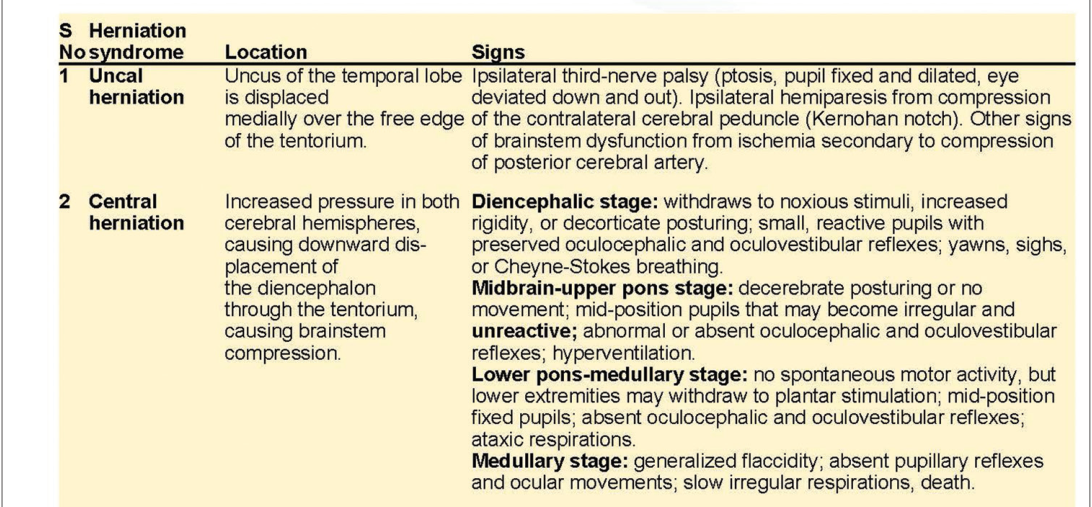 S Herniation
No syndrome Location Signs
1 Uncal Uncus of the temporal lobe Ipsilateral third-nerve palsy (ptosis, pupil fixed and dilated, eye
herniation is displaced deviated down and out). Ipsilateral hemiparesis from compression
medially over the free edge of the contralateral cerebral peduncle (Kernohan notch). Other signs
of the tentorium. of brainstem dysfunction from ischemia secondary to compression
of posterior cerebral artery.
2 Central Increased pressure in both Diencephalic stage: withdraws to noxious stimuli, increased
herniation cerebral hemispheres, rigidity, or decorticate posturing; small, reactive pupils with
causing downward dis- preserved oculocephalic and oculovestibular reflexes; yawns, sighs,
placement of or Cheyne-Stokes breathing.
the diencephalon Midbrain-upper pons stage: decerebrate posturing or no
through the tentorium, movement; mid-position pupils that may become irregular and
causing brainstem unreactive; abnormal or absent oculocephalic and oculovestibular
compression. reflexes; hyperventilation.
Lower pons-medullary stage: no spontaneous motor activity, but
lower extremities may withdraw to plantar stimulation; mid-position
fixed pupils; absent oculocephalic and oculovestibular reflexes;
ataxic respirations.
Medullary stage: generalized flaccidity; absent pupillary reflexes
and ocular movements; slow irregular respirations, death.